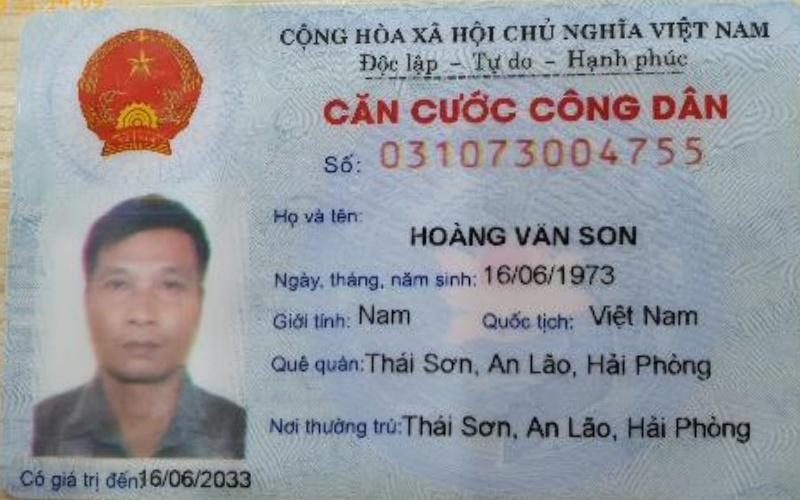 CỘNG HÒA XÃ HỘI CHỦ NGHĨA VIỆT NAM
Độc lập - Tự do - Hạnh phúc
CĂN CƯỚC CÔNG DÂN
Số: 031073004755
Họ và tên:
HOÀNG VĂN SON
Ngày, tháng, năm sinh: 16/06/1973
Giới tính: Nam Quốc tịch: Việt Nam
Quê quán: Thái Sơn, An Lão, Hải Phòng
Nơi thường trú: Thái Sơn, An Lão, Hải Phòng
Có giá trị đến: 16/06/2033